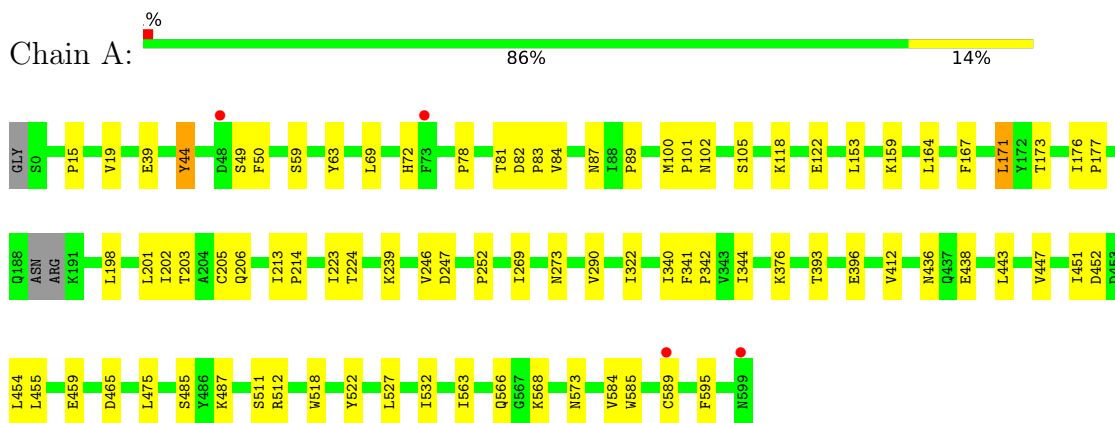 .%
Chain A:
86% 14%
GLY S0 P15 V19 E39 Y44 D48 S49 F50 S59 Y63 L69 H72 F73 P78 T81 D82 P83 V84 N87 I88 P89 M100 P101 N102 S105 K118 E122 L153 K159 L164 F167 L171 Y172 T173 I176 P177
Q188 ASN ARG K191 L198 L201 I202 T203 A204 C205 Q206 I213 P214 I223 T224 K239 V246 D247 P252 I269 N273 V290 I322 I340 F341 P342 V343 I344 K376 T393 E396 V412 N436 Q437 E438 L443 V447 I451 D452 D453
L454 L455 E459 D465 L475 S485 Y486 K487 S511 R512 W518 Y522 L527 I532 I563 Q566 G567 K568 N573 V584 W585 C589 F595 N599